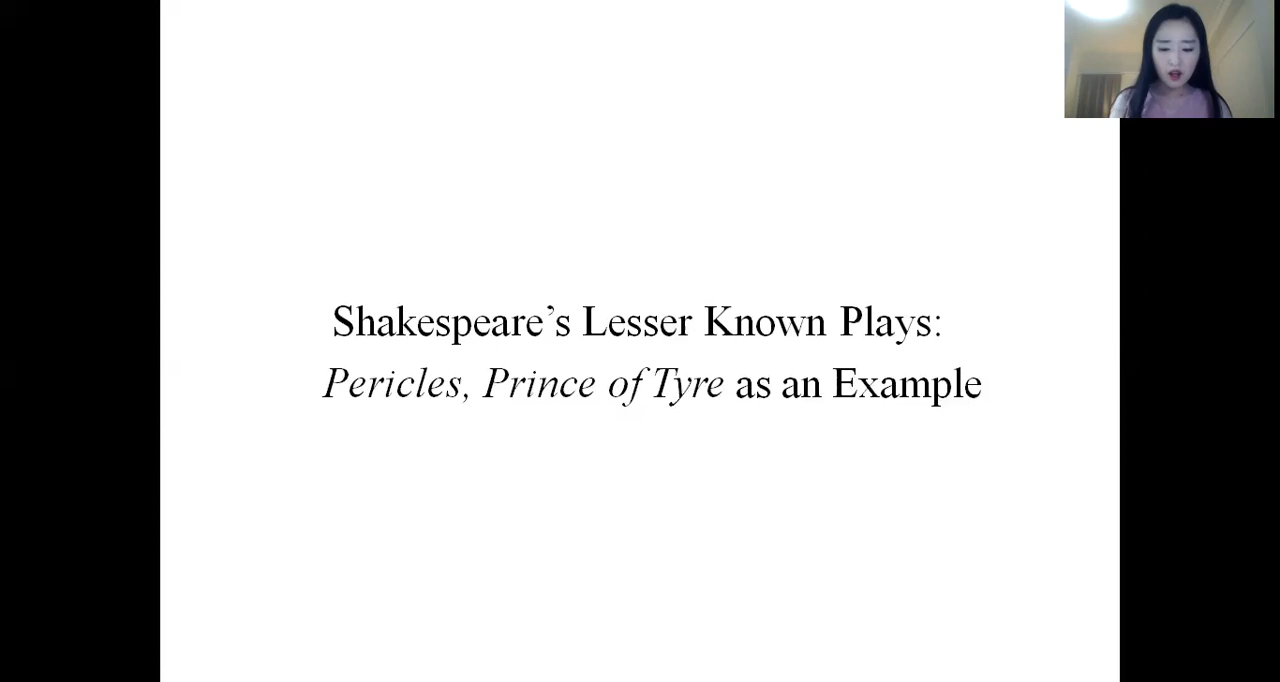 Shakespeare’s Lesser Known Plays:
Pericles, Prince of Tyre as an Example